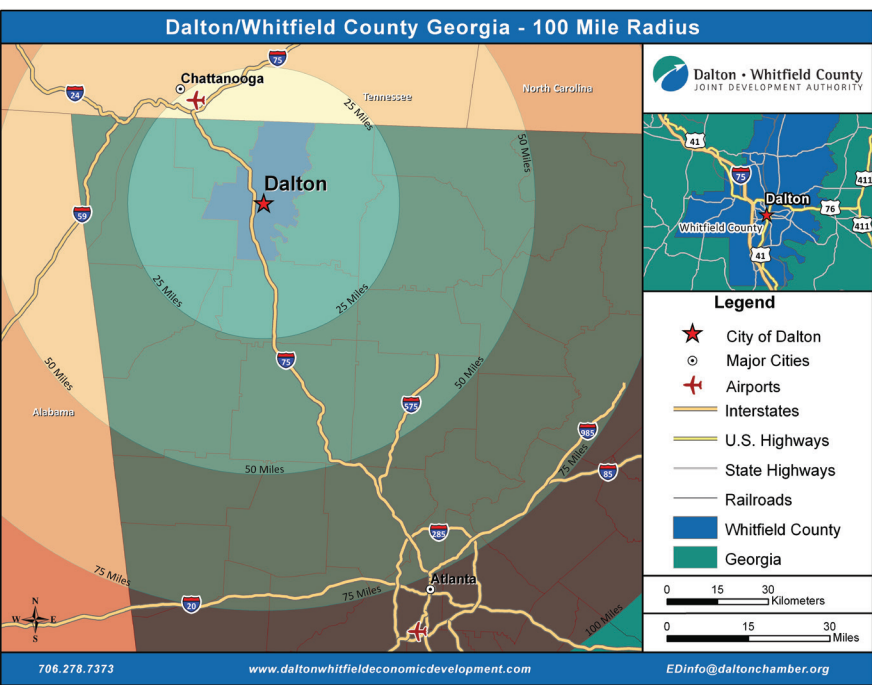 Dalton/Whitfield County Georgia - 100 Mile Radius
75
Chattanooga
24
Tennessee
North Carolina
25 Miles
50 Miles
Dalton
59
25 Miles
25 Miles
75
50 Miles
50 Miles
Alabama
575
985
75 Miles
85
50 Miles
285
75 Miles
Atlanta
75 Miles
20
100 Miles
N
W E
S
Dalton • Whitfield County
JOINT DEVELOPMENT AUTHORITY
41
75
411
Dalton
76
Whitfield County
411
41
Legend
City of Dalton
Major Cities
Airports
Interstates
U.S. Highways
State Highways
Railroads
Whitfield County
Georgia
0 15 30
Kilometers
0 15 30
Miles
706.278.7373
www.daltonwhitfieldeconomicdevelopment.com
EDinfo@daltonchamber.org